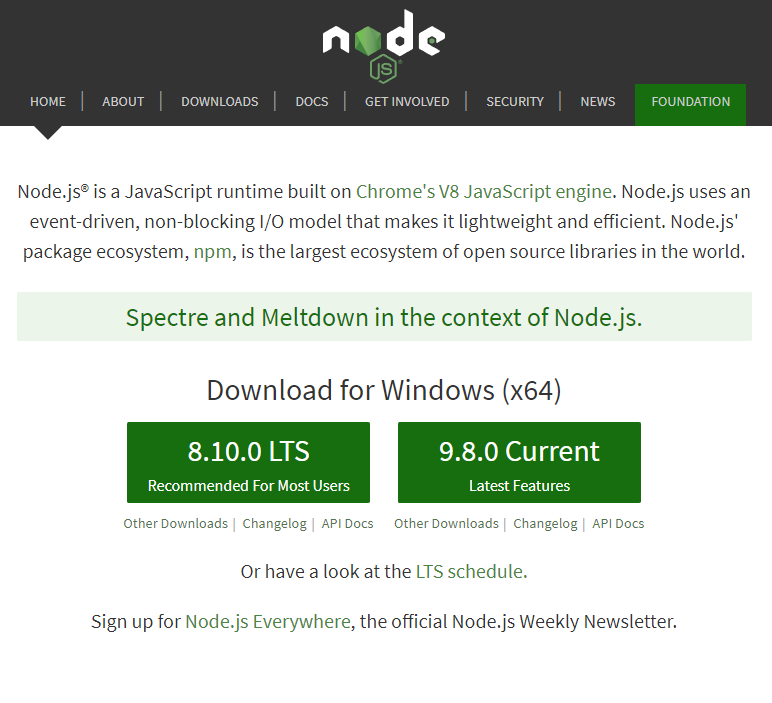 node
JS
HOME ABOUT DOWNLOADS DOCS GET INVOLVED SECURITY NEWS FOUNDATION
Node.js® is a JavaScript runtime built on Chrome's V8 JavaScript engine. Node.js uses an
event-driven, non-blocking I/O model that makes it lightweight and efficient. Node.js'
package ecosystem, npm, is the largest ecosystem of open source libraries in the world.
Spectre and Meltdown in the context of Node.js.
Download for Windows (x64)
8.10.0 LTS 9.8.0 Current
Recommended For Most Users Latest Features
Other Downloads | Changelog | API Docs Other Downloads | Changelog | API Docs
Or have a look at the LTS schedule.
Sign up for Node.js Everywhere, the official Node.js Weekly Newsletter.